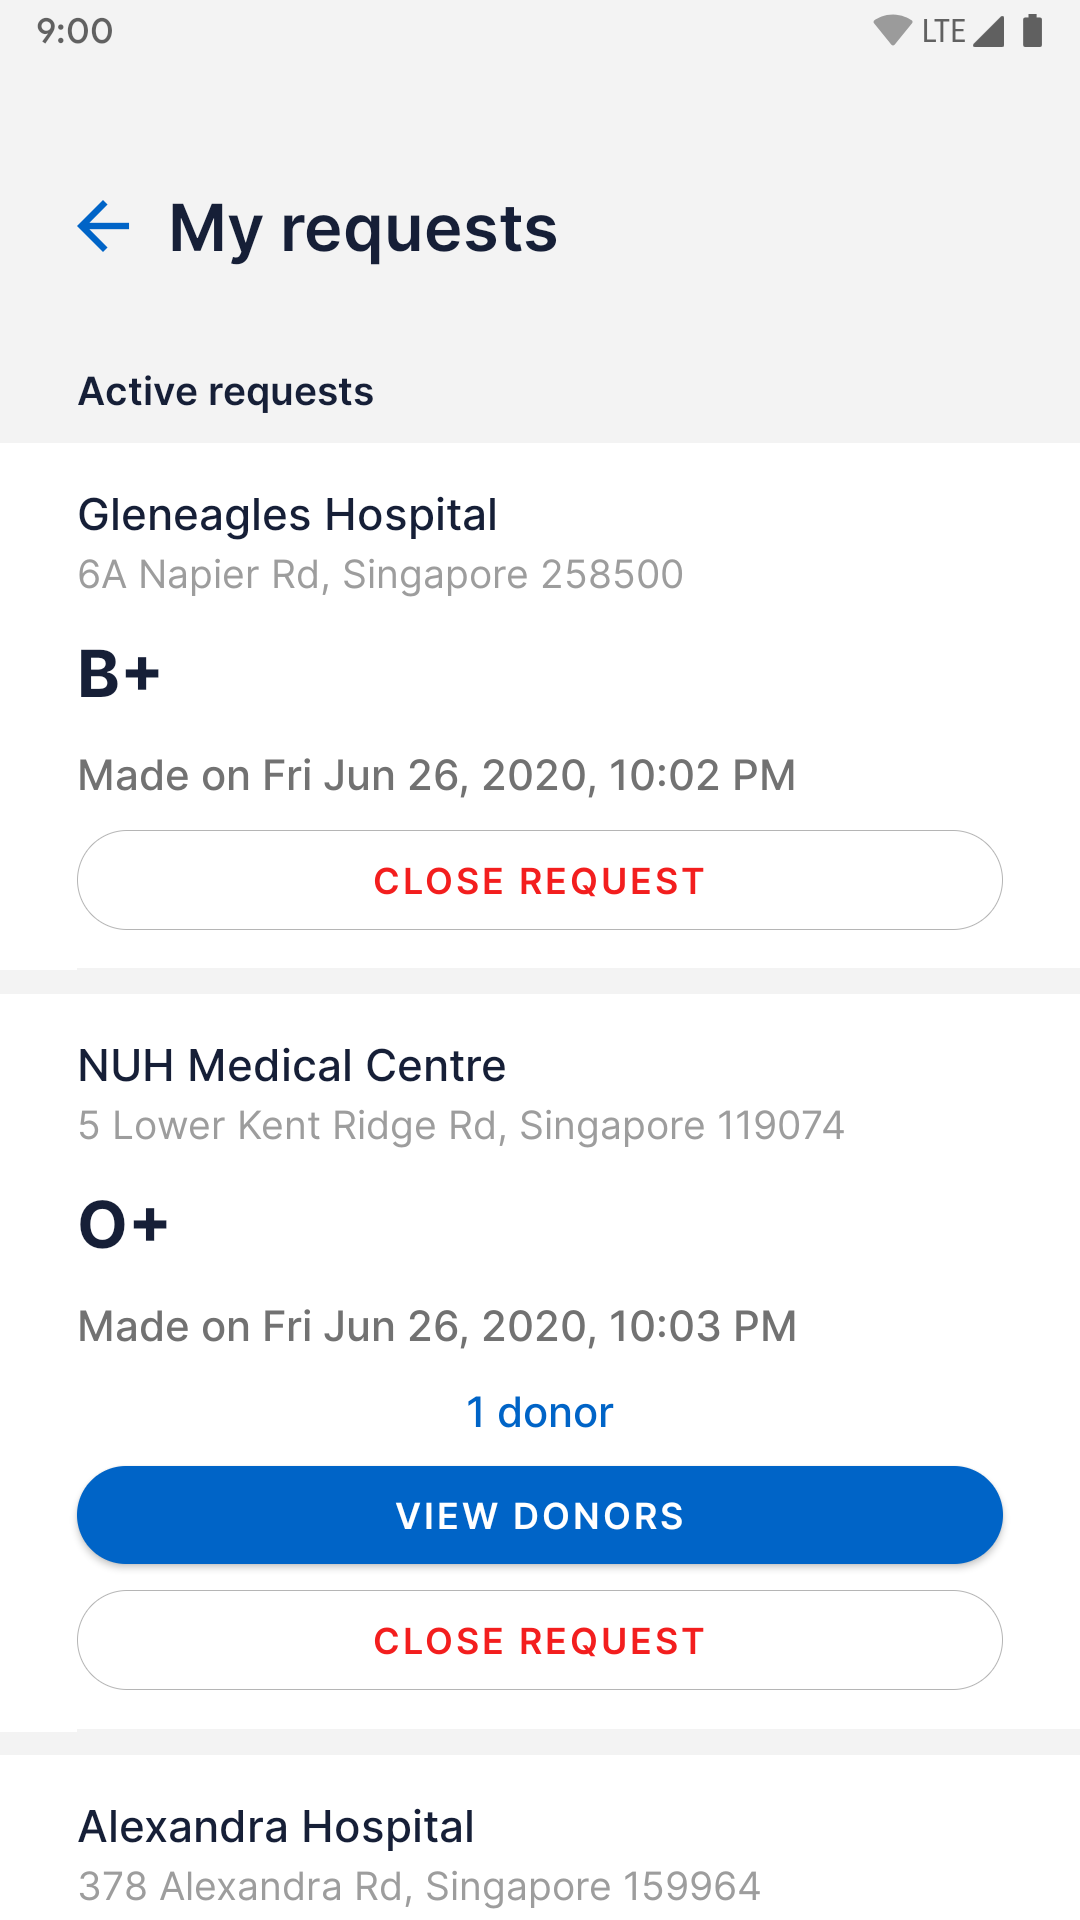 9:00
LTE
My requests
Active requests
Gleneagles Hospital
6A Napier Rd, Singapore 258500
B+
Made on Fri Jun 26, 2020, 10:02 PM
CLOSE REQUEST
NUH Medical Centre
5 Lower Kent Ridge Rd, Singapore 119074
O+
Made on Fri Jun 26, 2020, 10:03 PM
1 donor
VIEW DONORS
CLOSE REQUEST
Alexandra Hospital
378 Alexandra Rd, Singapore 159964